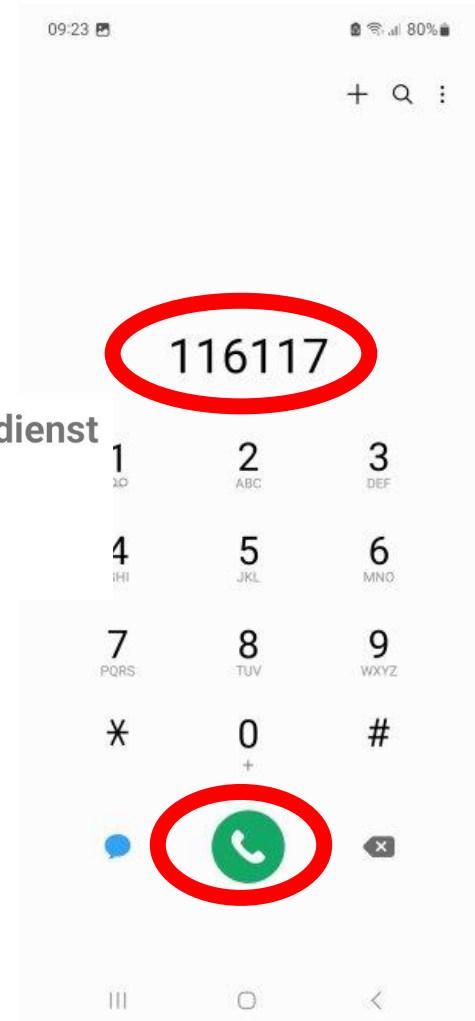 09:23
80%
116117
dienst
1 2 3
ABC DEF
4 5 6
GHI JKL MNO
7 8 9
PQRS TUV WXYZ
* 0 #
+